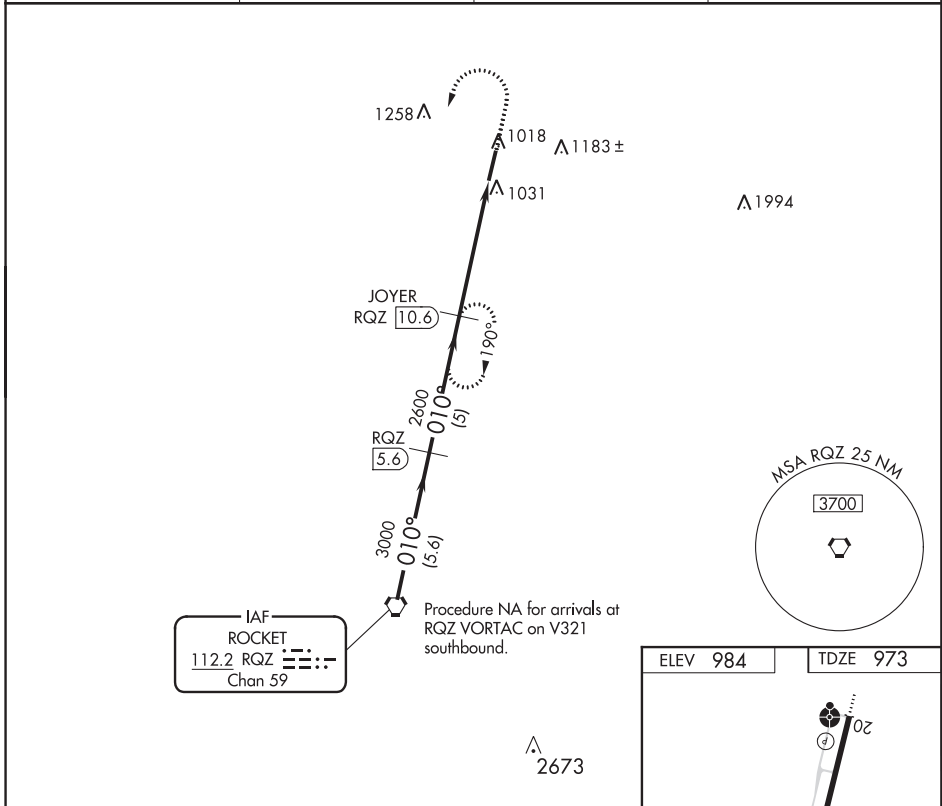 1258
1018
1183 ±
1031
1994
JOYER
RQZ 10.6
190°
2600
010°
(5)
RQZ
5.6
MSA RQZ 25 NM
3700
3000
010°
(5.6)
IAF
ROCKET
112.2 RQZ
Chan 59
Procedure NA for arrivals at
RQZ VORTAC on V321
southbound.
ELEV 984
TDZE 973
20
P
2673